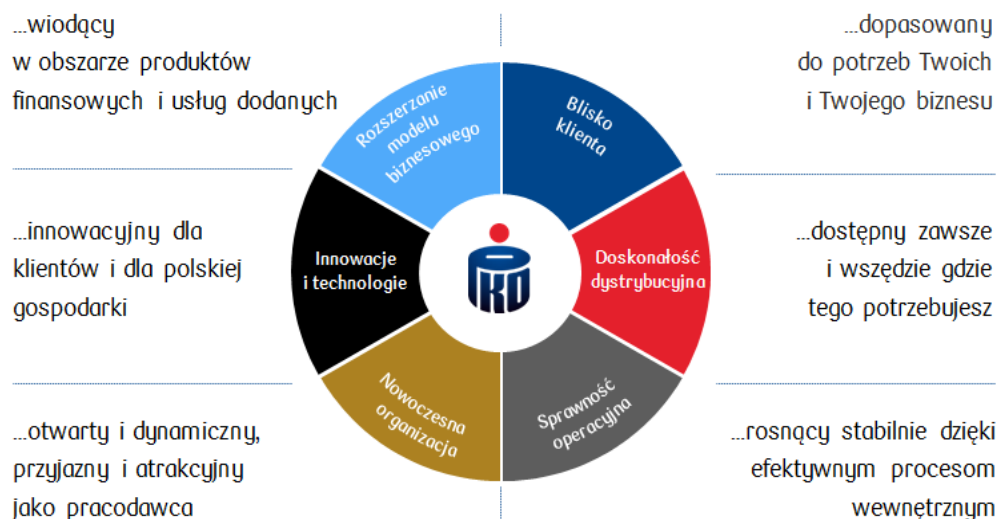 ...wiodący
w obszarze produktów
finansowych i usług dodanych
...dopasowany
do potrzeb Twoich
i Twojego biznesu
Rozszerzanie
modelu
biznesowego
Blisko
klienta
...innowacyjny dla
klientów i dla polskiej
gospodarki
Innowacje
i technologie
PKO
Doskonałość
dystrybucyjna
...dostępny zawsze
i wszędzie gdzie
tego potrzebujesz
Nowoczesna
organizacja
Sprawność
operacyjna
...otwarty i dynamiczny,
przyjazny i atrakcyjny
jako pracodawca
...rosnący stabilnie dzięki
efektywnym procesom
wewnętrznym